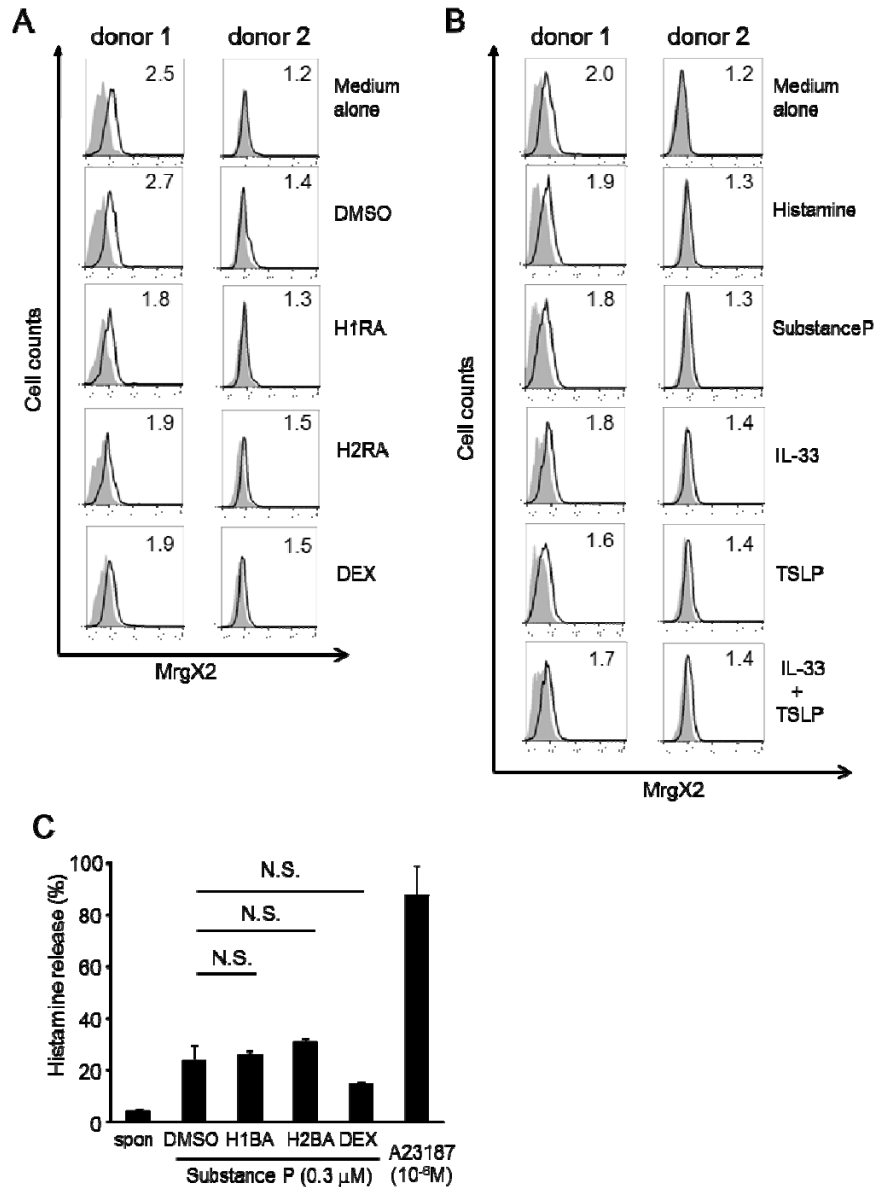 A
donor 1 donor 2
2.5 1.2 Medium
alone
2.7 1.4 DMSO
1.8 1.3 H1RA
1.9 1.5 H2RA
1.9 1.5 DEX
Cell counts
MrgX2
B
donor 1 donor 2
2.0 1.2 Medium
alone
1.9 1.3 Histamine
1.8 1.3 Substance P
1.8 1.4 IL-33
1.6 1.4 TSLP
1.7 1.4 IL-33
+
TSLP
Cell counts
MrgX2
C
Histamine release (%)
100
80
60
40
20
0
N.S.
N.S.
N.S.
spon DMSO H1BA H2BA DEX A23187
Substance P (0.3 µM) (10⁻⁶M)